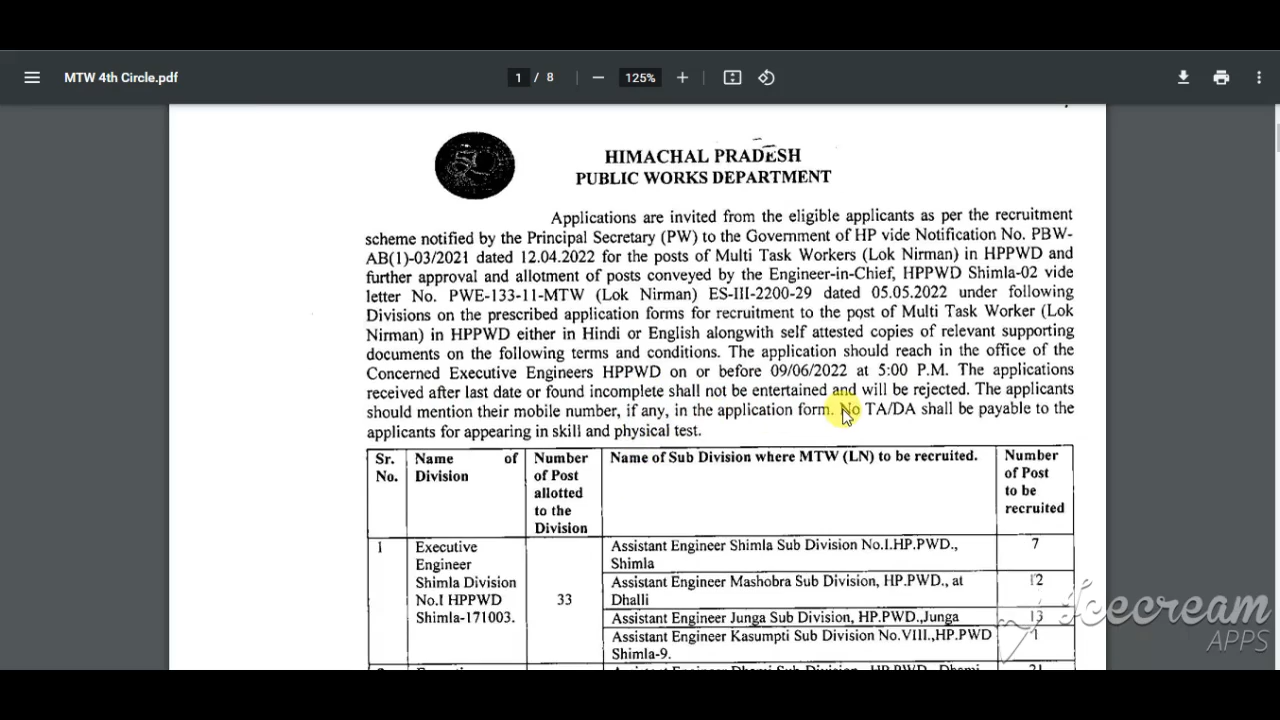 MTW 4th Circle.pdf
1 / 8
125%
HIMACHAL PRADESH
PUBLIC WORKS DEPARTMENT
Applications are invited from the eligible applicants as per the recruitment
scheme notified by the Principal Secretary (PW) to the Government of HP vide Notification No. PBW-
AB(1)-03/2021 dated 12.04.2022 for the posts of Multi Task Workers (Lok Nirman) in HPPWD and
further approval and allotment of posts conveyed by the Engineer-in-Chief, HPPWD Shimla-02 vide
letter No. PWE-133-11-MTW (Lok Nirman) ES-III-2200-29 dated 05.05.2022 under following
Divisions on the prescribed application forms for recruitment to the post of Multi Task Worker (Lok
Nirman) in HPPWD either in Hindi or English alongwith self attested copies of relevant supporting
documents on the following terms and conditions. The application should reach in the office of the
Concerned Executive Engineers HPPWD on or before 09/06/2022 at 5:00 P.M. The applications
received after last date or found incomplete shall not be entertained and will be rejected. The applicants
should mention their mobile number, if any, in the application form. No TA/DA shall be payable to the
applicants for appearing in skill and physical test.
Sr. No. Name of Division Number of Post allotted to the Division Name of Sub Division where MTW (LN) to be recruited. Number of Post to be recruited
1 Executive Engineer Shimla Division No.I HPPWD Shimla-171003. 33
Assistant Engineer Shimla Sub Division No.I.HP.PWD., Shimla 7
Assistant Engineer Mashobra Sub Division, HP.PWD., at Dhalli 12
Assistant Engineer Junga Sub Division, HP.PWD.,Junga 13
Assistant Engineer Kasumpti Sub Division No.VIII.,HP.PWD Shimla-9. 1
Icecream
APPS